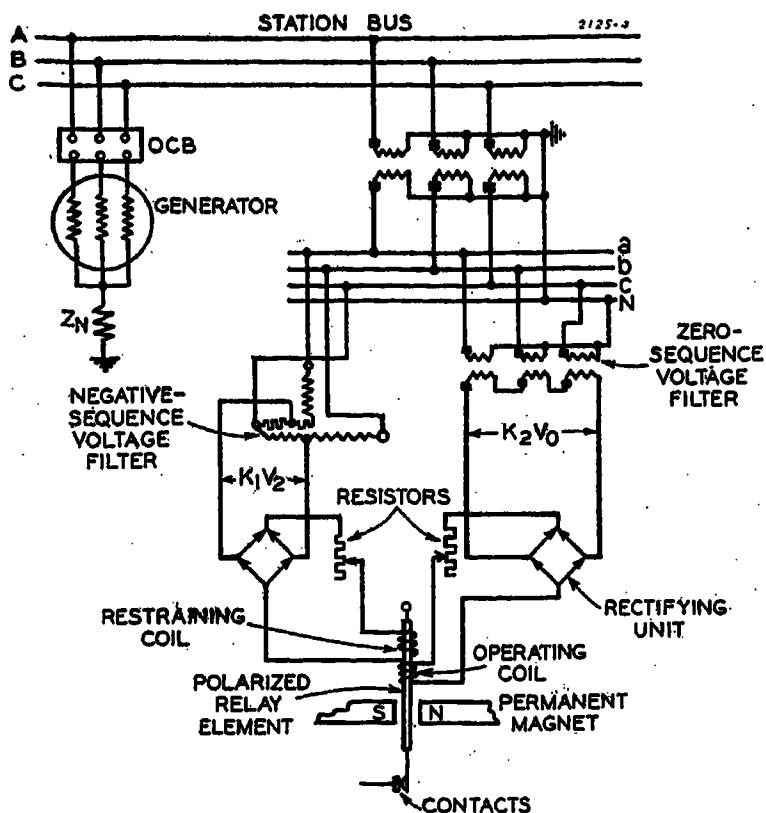 STATION BUS
2125-3
A
B
C
OCB
GENERATOR
Z_N
a
b
c
N
ZERO-
SEQUENCE
VOLTAGE
FILTER
NEGATIVE-
SEQUENCE
VOLTAGE
FILTER
K₂V₀
K₁V₂
RESISTORS
RESTRAINING
COIL
RECTIFYING
UNIT
OPERATING
COIL
POLARIZED
RELAY
ELEMENT
S
N
PERMANENT
MAGNET
CONTACTS